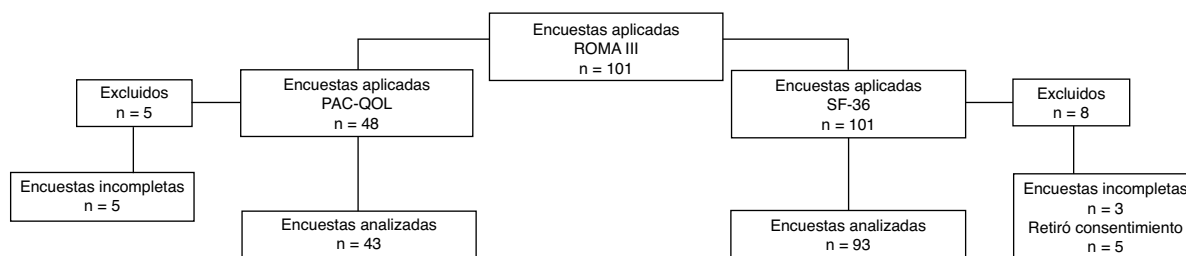 Encuestas aplicadas
ROMA III
n = 101
Excluidos
n = 5
Encuestas aplicadas
PAC-QOL
n = 48
Encuestas aplicadas
SF-36
n = 101
Excluidos
n = 8
Encuestas incompletas
n = 5
Encuestas analizadas
n = 43
Encuestas analizadas
n = 93
Encuestas incompletas
n = 3
Retiró consentimiento
n = 5